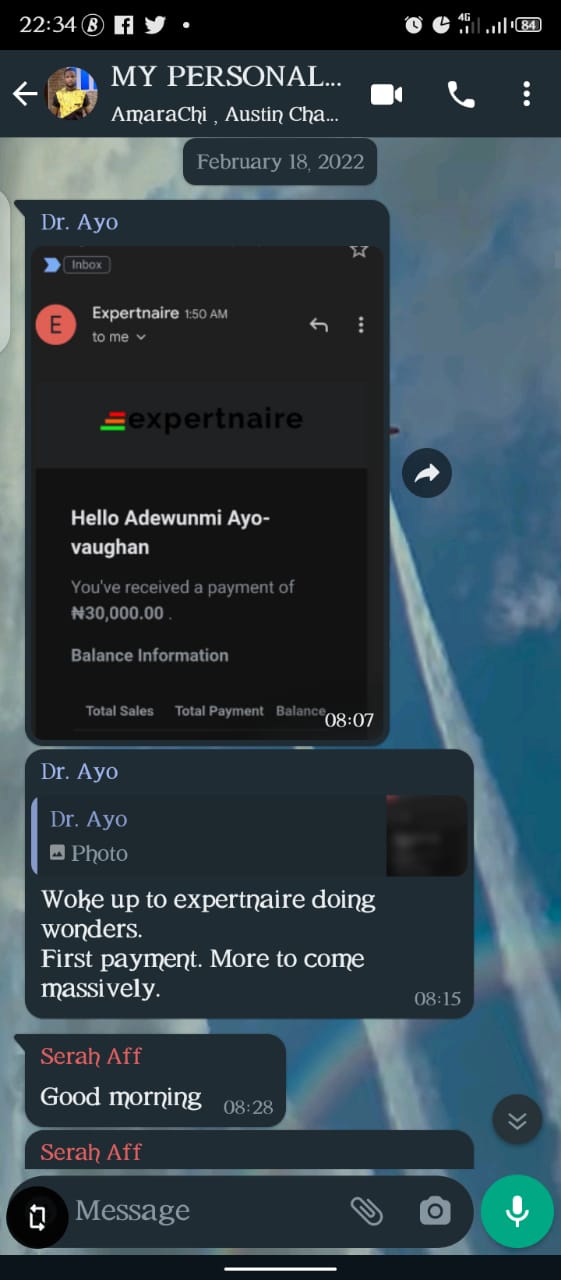 22:34
4G
84
MY PERSONAL...
AmaraChi , Austin Cha...
February 18, 2022
Dr. Ayo
Inbox
E
Expertnaire 1:50 AM
to me
expertnaire
Hello Adewunmi Ayo-
vaughan
You've received a payment of
₦30,000.00 .
Balance Information
Total Sales Total Payment Balance
08:07
Dr. Ayo
Dr. Ayo
Photo
Woke up to expertnaire doing
wonders.
First payment. More to come
massively.
08:15
Serah Aff
Good morning 08:28
Serah Aff
Message